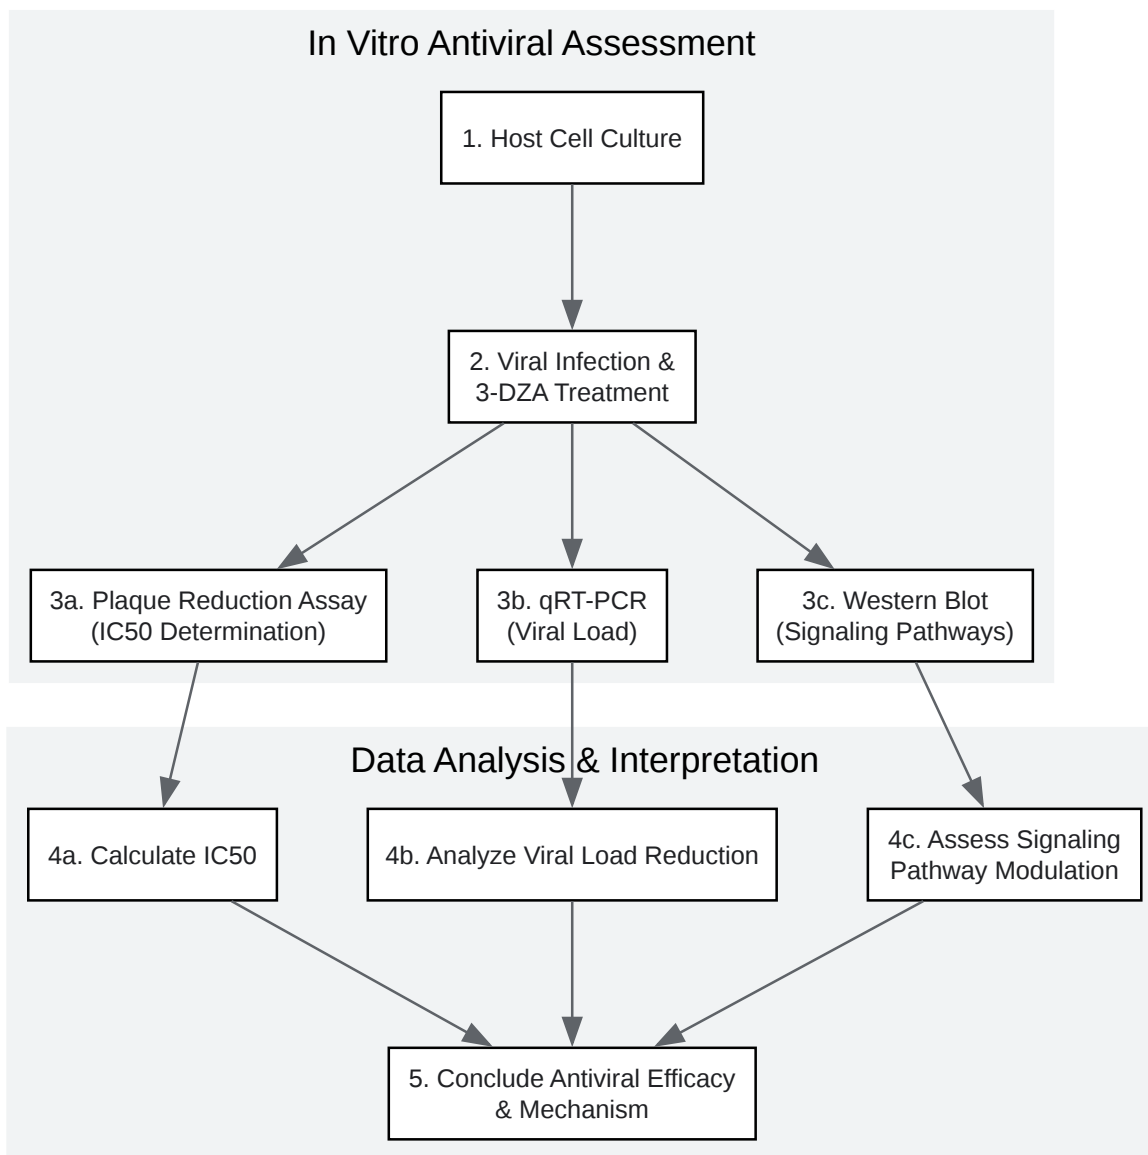 In Vitro Antiviral Assessment
1. Host Cell Culture
2. Viral Infection &
3-DZA Treatment
3a. Plaque Reduction Assay
(IC50 Determination)
3b. qRT-PCR
(Viral Load)
3c. Western Blot
(Signaling Pathways)
Data Analysis & Interpretation
4a. Calculate IC50
4b. Analyze Viral Load Reduction
4c. Assess Signaling
Pathway Modulation
5. Conclude Antiviral Efficacy
& Mechanism